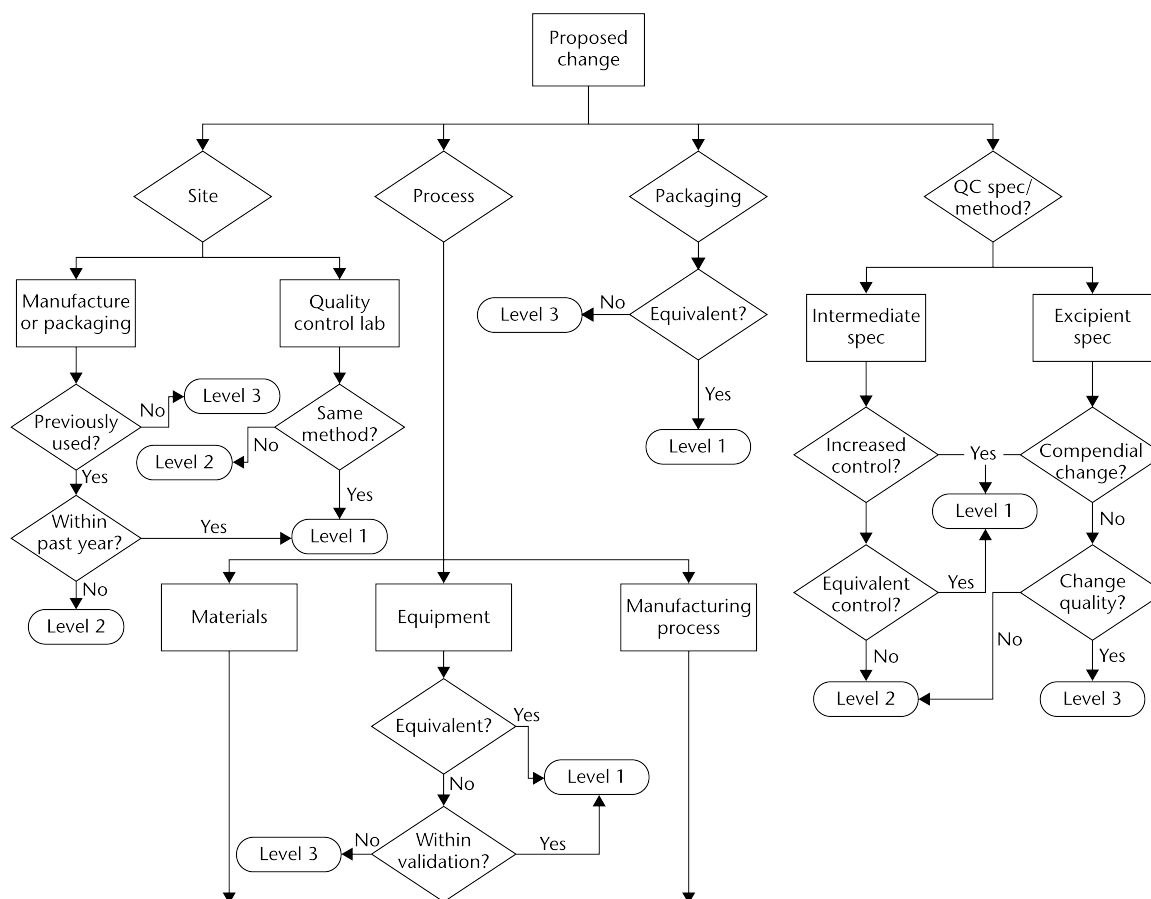 Proposed
change
Site
Process
Packaging
QC spec/
method?
Manufacture
or packaging
Quality
control lab
Level 3
No
Equivalent?
Intermediate
spec
Excipient
spec
Previously
used?
No
Level 3
Same
method?
No
Level 2
Yes
Level 1
Increased
control?
Yes
Compendial
change?
Yes
Within
past year?
Yes
Yes
Level 1
Level 1
No
No
Level 2
Materials
Equipment
Manufacturing
process
Equivalent
control?
Yes
Change
quality?
No
No
Yes
Level 2
Level 3
Equivalent?
Yes
Level 1
No
Level 3
No
Within
validation?
Yes